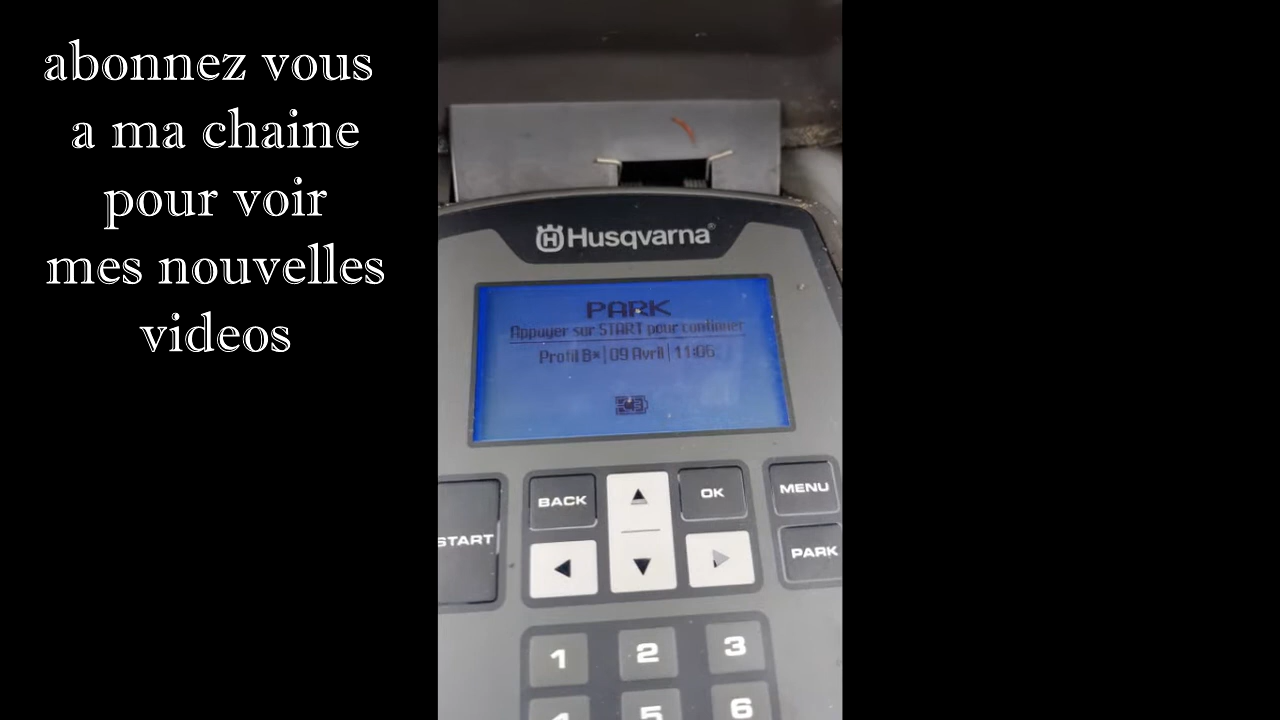 abonnez vous
a ma chaine
pour voir
mes nouvelles
videos
Husqvarna®
PARK
Appuyer sur START pour continuer
Profil B* | 09 Avril | 11:06
BACK
OK
MENU
START
PARK
1 2 3
4 5 6